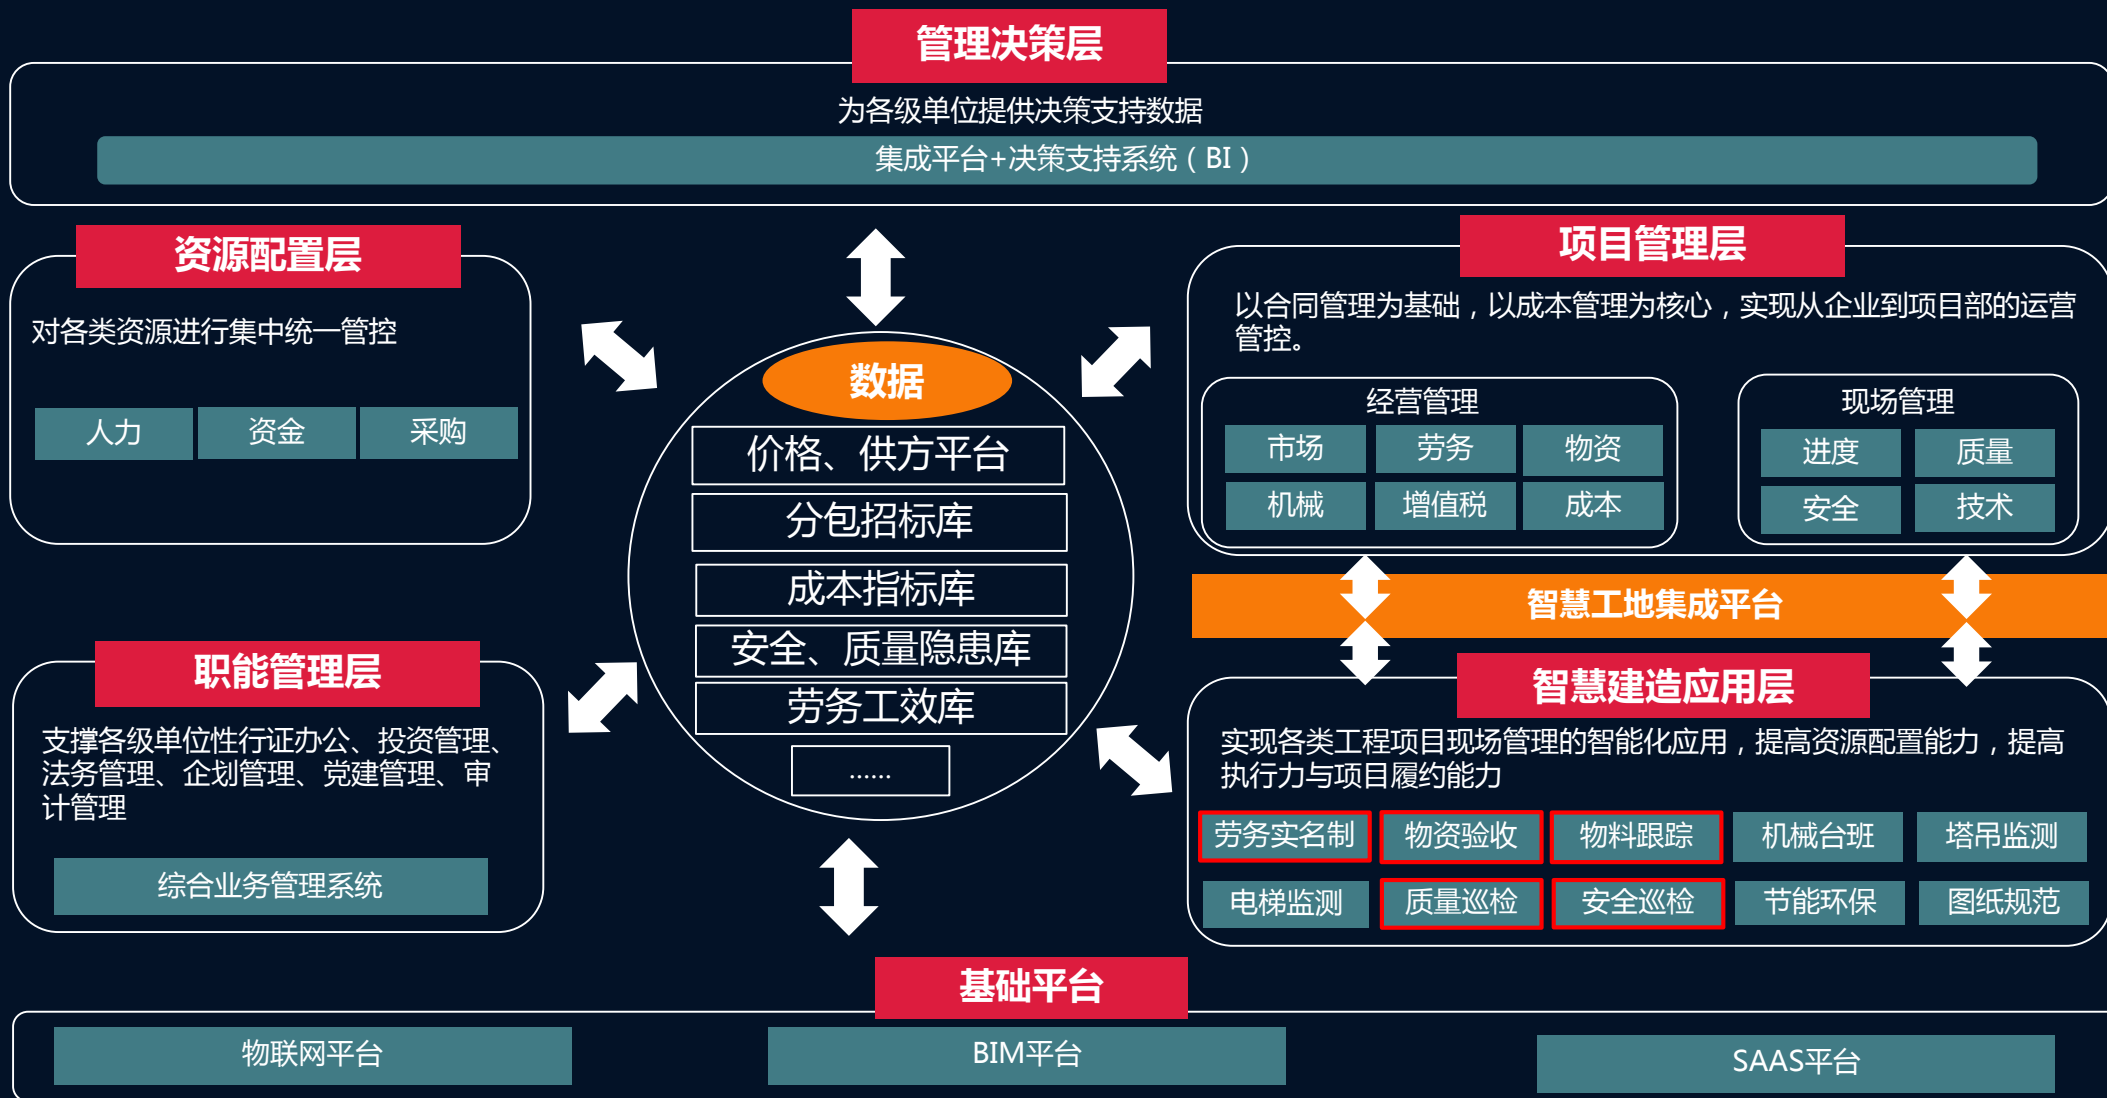 管理决策层
为各级单位提供决策支持数据
集成平台+决策支持系统（BI）
资源配置层
对各类资源进行集中统一管控
人力
资金
采购
职能管理层
支撑各级单位性行证办公、投资管理、
法务管理、企划管理、党建管理、审
计管理
综合业务管理系统
数据
价格、供方平台
分包招标库
成本指标库
安全、质量隐患库
劳务工效库
......
项目管理层
以合同管理为基础，以成本管理为核心，实现从企业到项目部的运营
管控。
经营管理
市场
劳务
物资
机械
增值税
成本
现场管理
进度
质量
安全
技术
智慧工地集成平台
智慧建造应用层
实现各类工程项目现场管理的智能化应用，提高资源配置能力，提高
执行力与项目履约能力
劳务实名制
物资验收
物料跟踪
机械台班
塔吊监测
电梯监测
质量巡检
安全巡检
节能环保
图纸规范
基础平台
物联网平台
BIM平台
SAAS平台